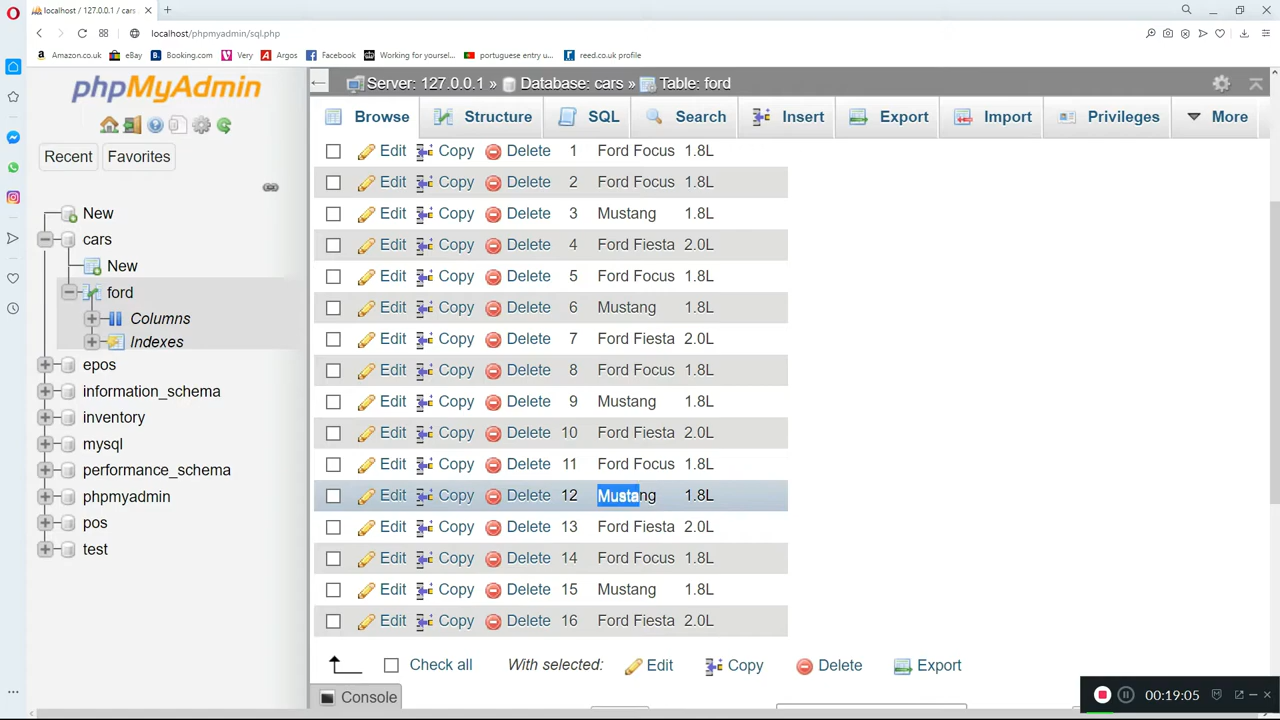 localhost / 127.0.0.1 / cars
localhost/phpmyadmin/sql.php
Amazon.co.uk eBay Booking.com Very Argos Facebook Working for yoursel... portuguese entry u... reed.co.uk profile
phpMyAdmin
Recent Favorites
New
cars
New
ford
Columns
Indexes
epos
information_schema
inventory
mysql
performance_schema
phpmyadmin
pos
test
Server: 127.0.0.1 » Database: cars » Table: ford
Browse Structure SQL Search Insert Export Import Privileges More
Edit Copy Delete 1 Ford Focus 1.8L
Edit Copy Delete 2 Ford Focus 1.8L
Edit Copy Delete 3 Mustang 1.8L
Edit Copy Delete 4 Ford Fiesta 2.0L
Edit Copy Delete 5 Ford Focus 1.8L
Edit Copy Delete 6 Mustang 1.8L
Edit Copy Delete 7 Ford Fiesta 2.0L
Edit Copy Delete 8 Ford Focus 1.8L
Edit Copy Delete 9 Mustang 1.8L
Edit Copy Delete 10 Ford Fiesta 2.0L
Edit Copy Delete 11 Ford Focus 1.8L
Edit Copy Delete 12 Mustang 1.8L
Edit Copy Delete 13 Ford Fiesta 2.0L
Edit Copy Delete 14 Ford Focus 1.8L
Edit Copy Delete 15 Mustang 1.8L
Edit Copy Delete 16 Ford Fiesta 2.0L
Check all With selected: Edit Copy Delete Export
Console
00:19:05